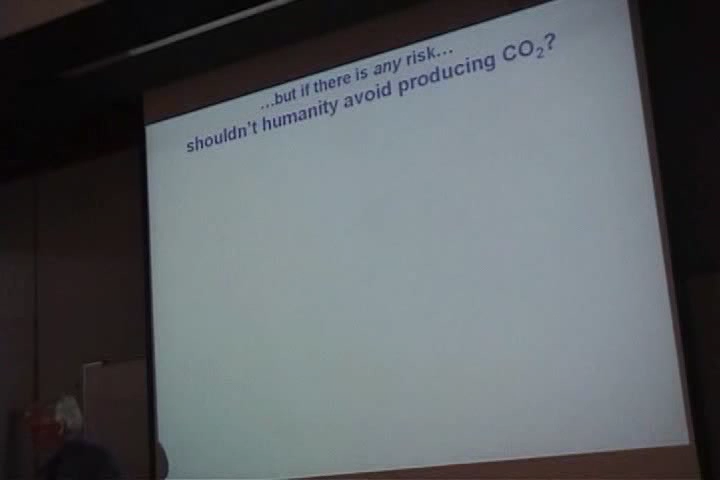 ...but if there is any risk...
shouldn't humanity avoid producing CO₂?